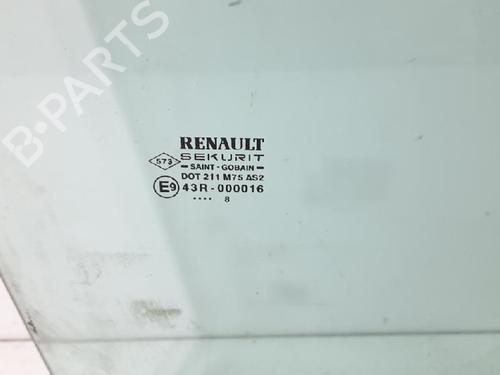 B-PARTS
RENAULT
573 SEKURIT
SAINT - GOBAIN
DOT 211 M75 AS2
E9 43R-000016
.... 8